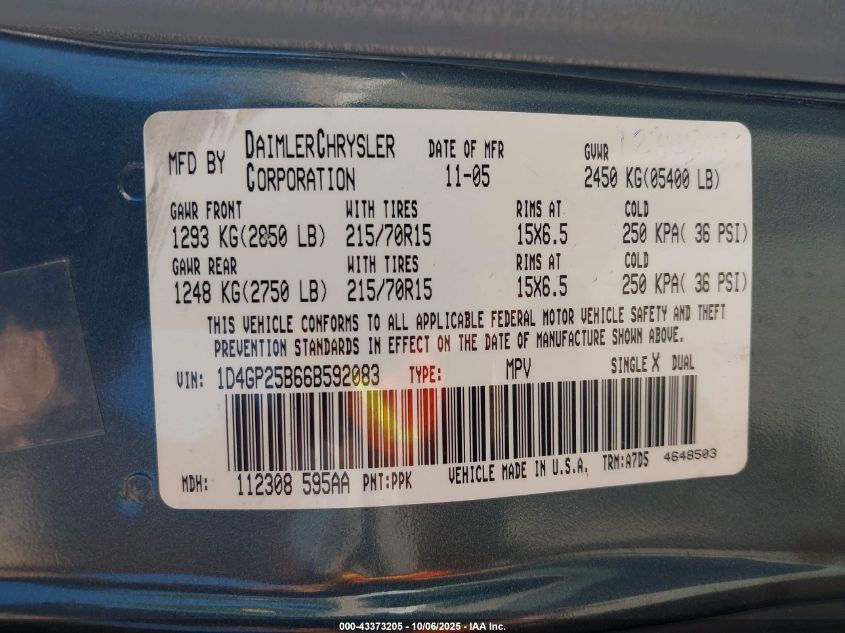 MFD BY DAIMLERCHRYSLER CORPORATION DATE OF MFR 11-05 GVWR 2450 KG(05400 LB)
GAWR FRONT WITH TIRES RIMS AT COLD
1293 KG(2850 LB) 215/70R15 15X6.5 250 KPA( 36 PSI)
GAWR REAR WITH TIRES RIMS AT COLD
1248 KG(2750 LB) 215/70R15 15X6.5 250 KPA( 36 PSI)
THIS VEHICLE CONFORMS TO ALL APPLICABLE FEDERAL MOTOR VEHICLE SAFETY AND THEFT
PREVENTION STANDARDS IN EFFECT ON THE DATE OF MANUFACTURE SHOWN ABOVE.
VIN: 1D4GP25B66B592083 TYPE: MPV SINGLE X DUAL
MDH: 112308 595AA PNT:PPK VEHICLE MADE IN U.S.A. TRM:A7D5 4648503
000-43373205 - 10/06/2025 - IAA Inc.